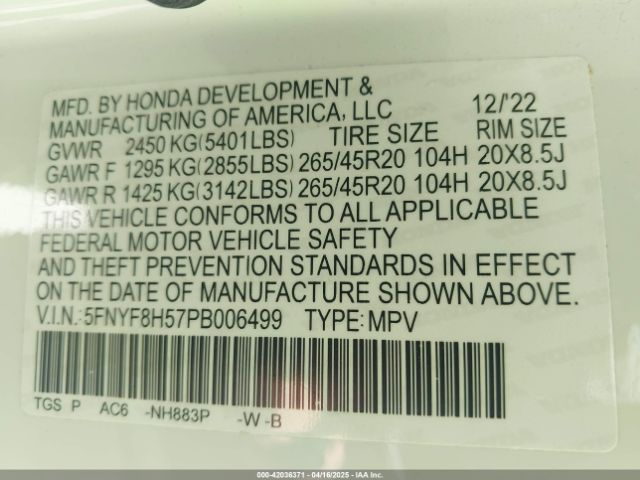 MFD. BY HONDA DEVELOPMENT &
MANUFACTURING OF AMERICA, LLC 12/'22
GVWR 2450 KG(5401LBS) TIRE SIZE RIM SIZE
GAWR F 1295 KG(2855LBS) 265/45R20 104H 20X8.5J
GAWR R 1425 KG(3142LBS) 265/45R20 104H 20X8.5J
THIS VEHICLE CONFORMS TO ALL APPLICABLE
FEDERAL MOTOR VEHICLE SAFETY
AND THEFT PREVENTION STANDARDS IN EFFECT
ON THE DATE OF MANUFACTURE SHOWN ABOVE.
V.I.N.:5FNYF8H57PB006499 TYPE:MPV
TGS P AC6 -NH883P -W -B
000-42036371 - 04/16/2025 - IAA Inc.